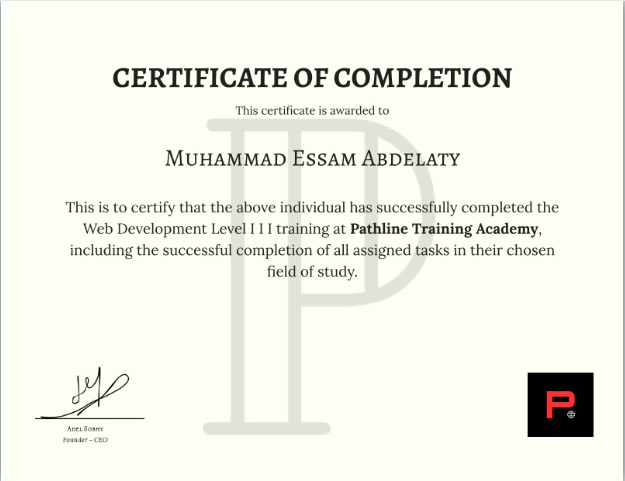 CERTIFICATE OF COMPLETION
This certificate is awarded to
Muhammad Essam Abdelaty
This is to certify that the above individual has successfully completed the
Web Development Level I I I training at Pathline Training Academy,
including the successful completion of all assigned tasks in their chosen
field of study.
Adel Sobhy
Founder - CEO
P